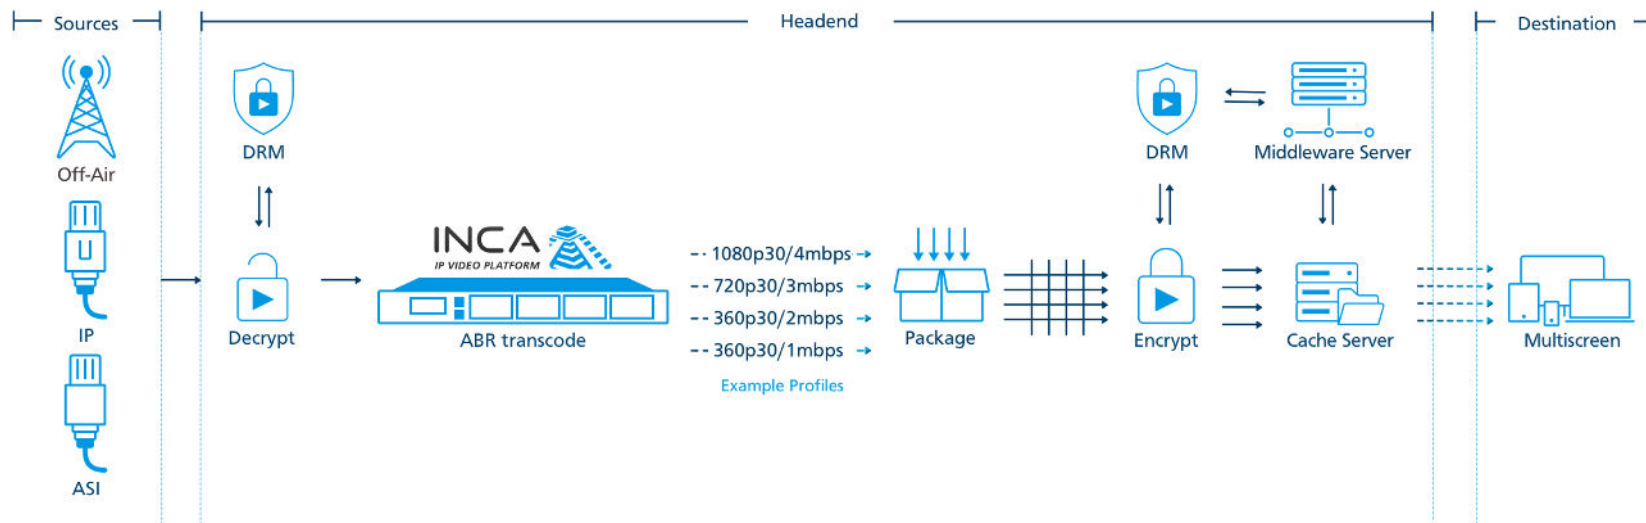 Sources
Headend
Destination
Off-Air
U
IP
ASI
DRM
Decrypt
INCA
IP VIDEO PLATFORM
ABR transcode
1080p30/4mbps
720p30/3mbps
360p30/2mbps
360p30/1mbps
Example Profiles
Package
DRM
Middleware Server
Encrypt
Cache Server
Multiscreen